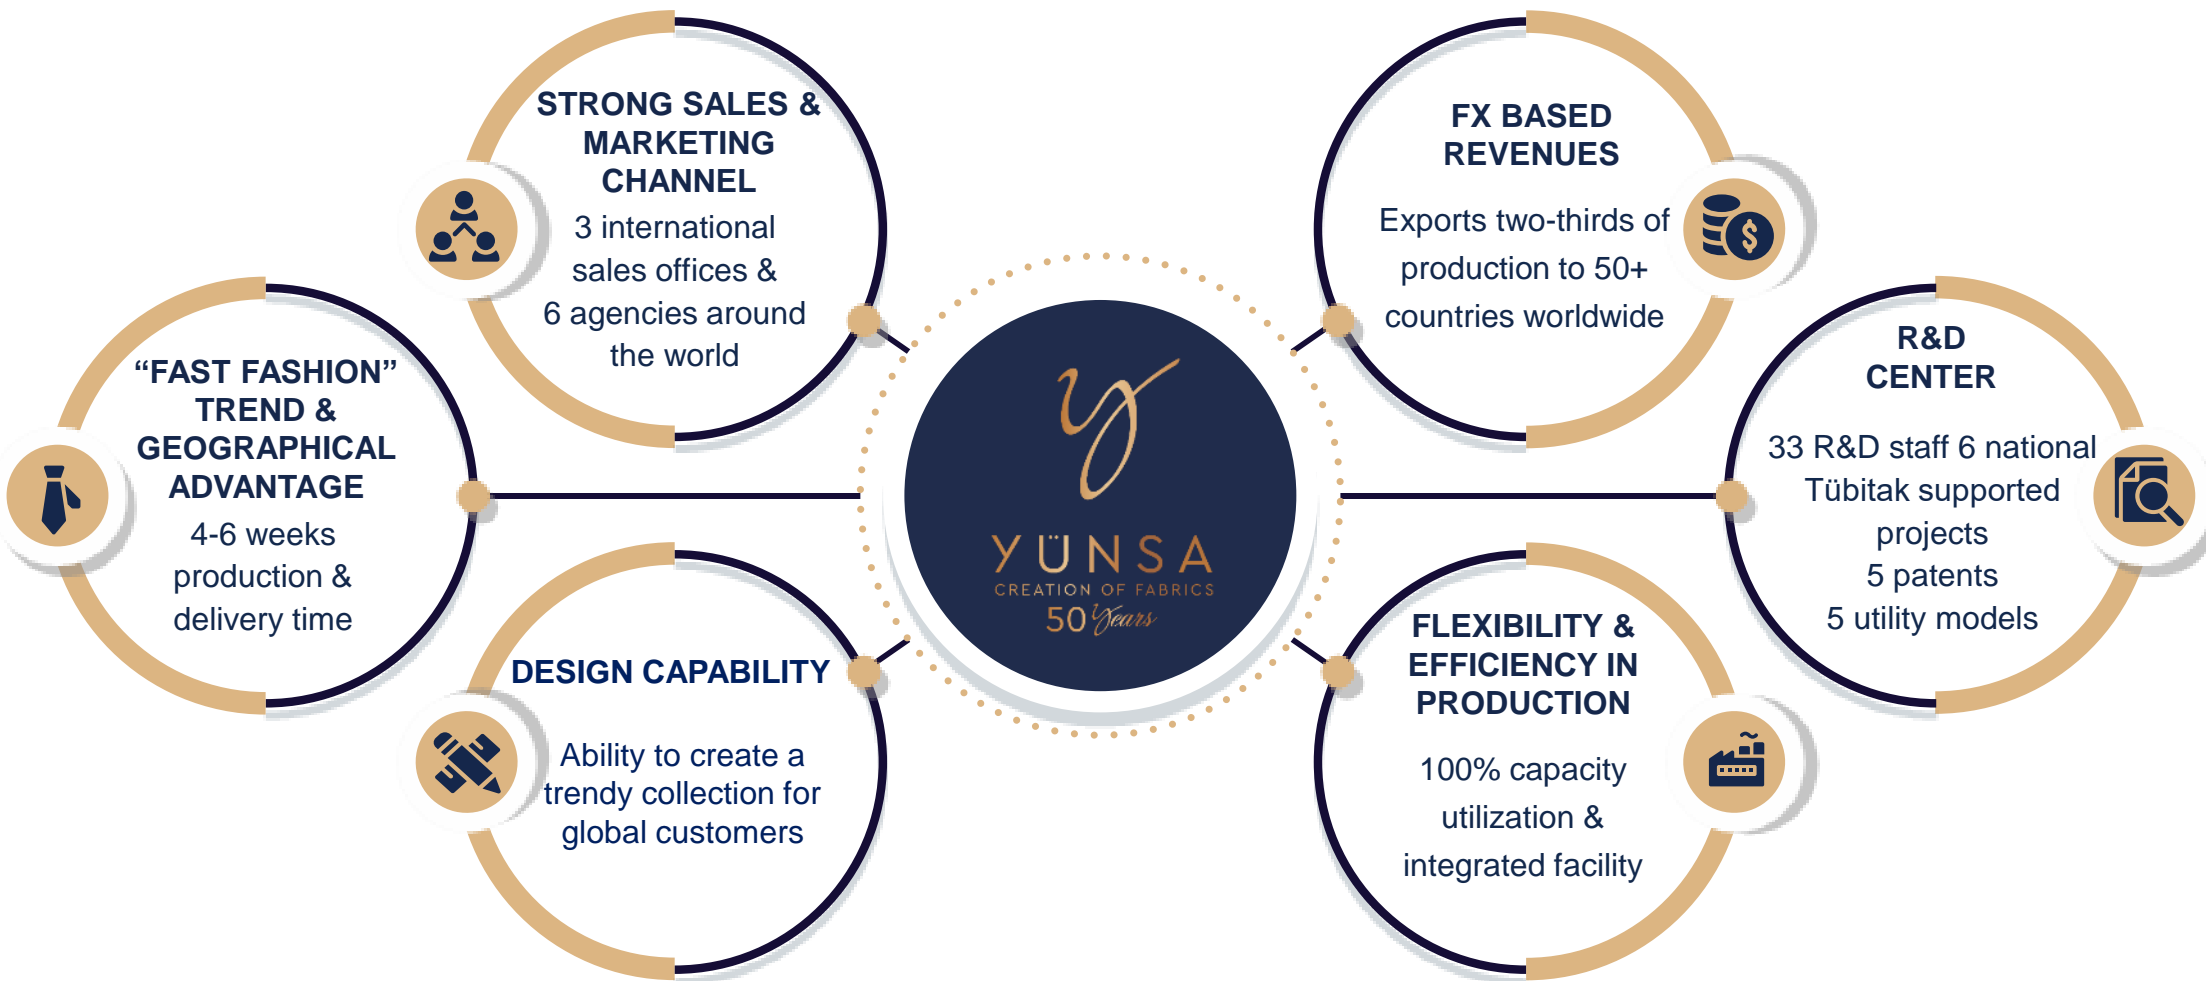 STRONG SALES &
MARKETING
CHANNEL
3 international
sales offices &
6 agencies around
the world
FX BASED
REVENUES
Exports two-thirds of
production to 50+
countries worldwide
“FAST FASHION”
TREND &
GEOGRAPHICAL
ADVANTAGE
4-6 weeks
production &
delivery time
YÜNSA
CREATION OF FABRICS
50 Years
R&D
CENTER
33 R&D staff 6 national
Tübitak supported
projects
5 patents
5 utility models
DESIGN CAPABILITY
Ability to create a
trendy collection for
global customers
FLEXIBILITY &
EFFICIENCY IN
PRODUCTION
100% capacity
utilization &
integrated facility